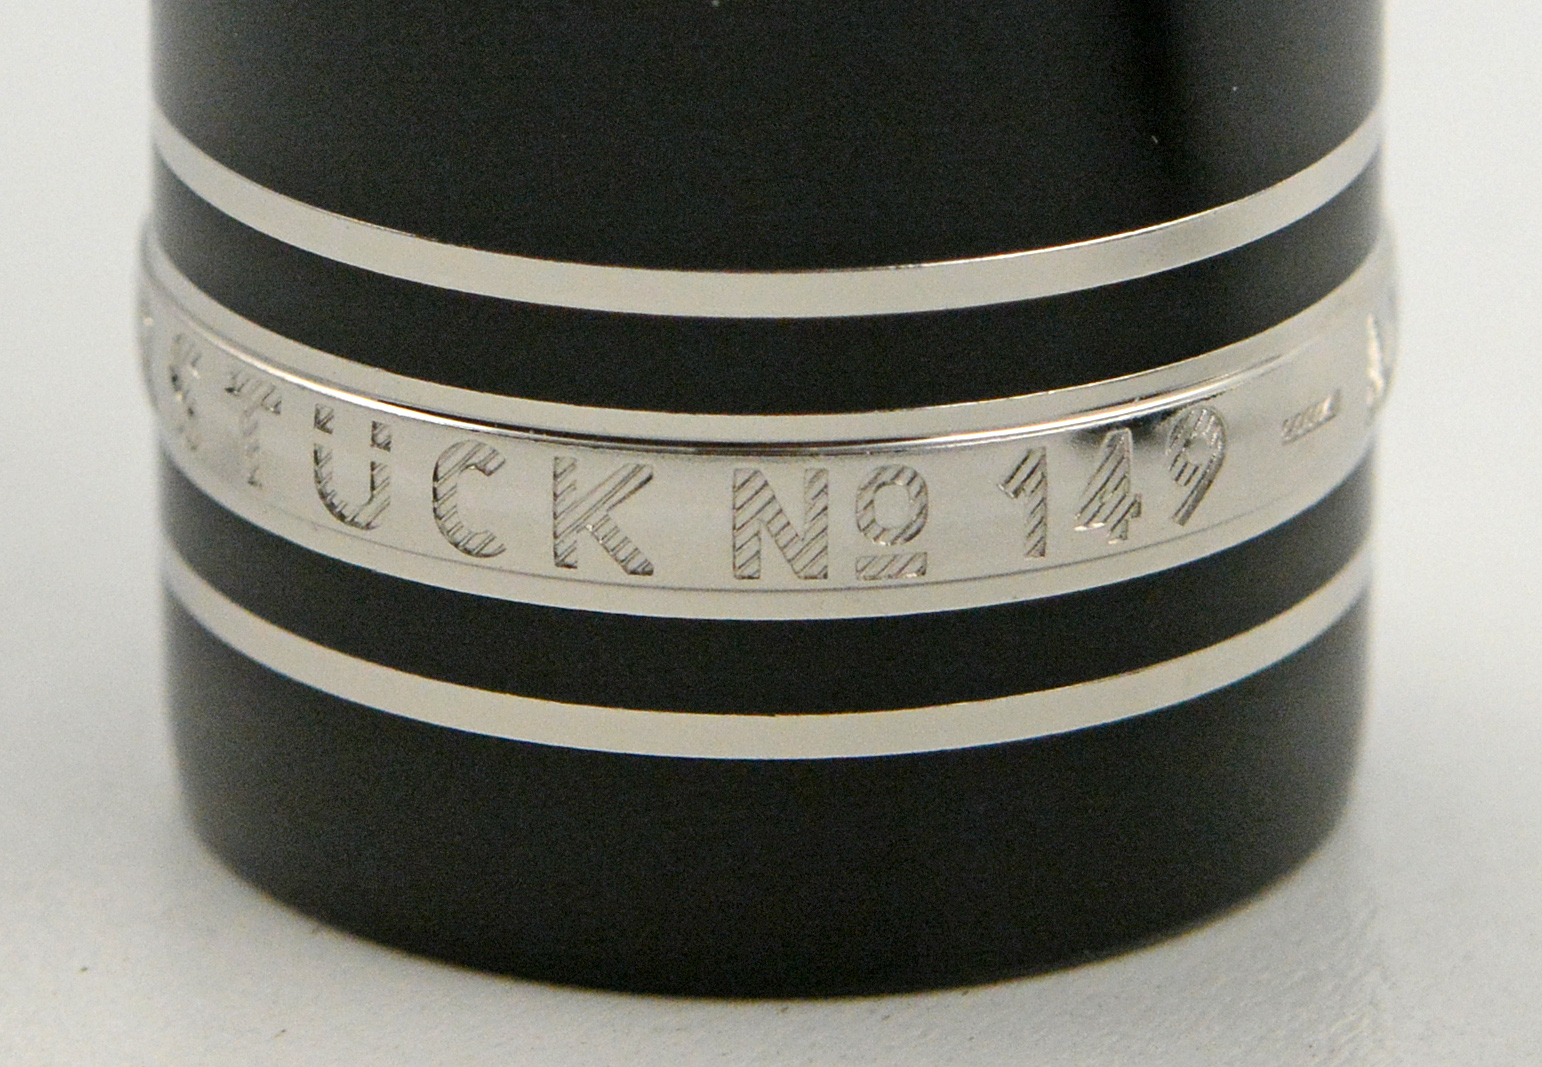 STÜCK No 149 –